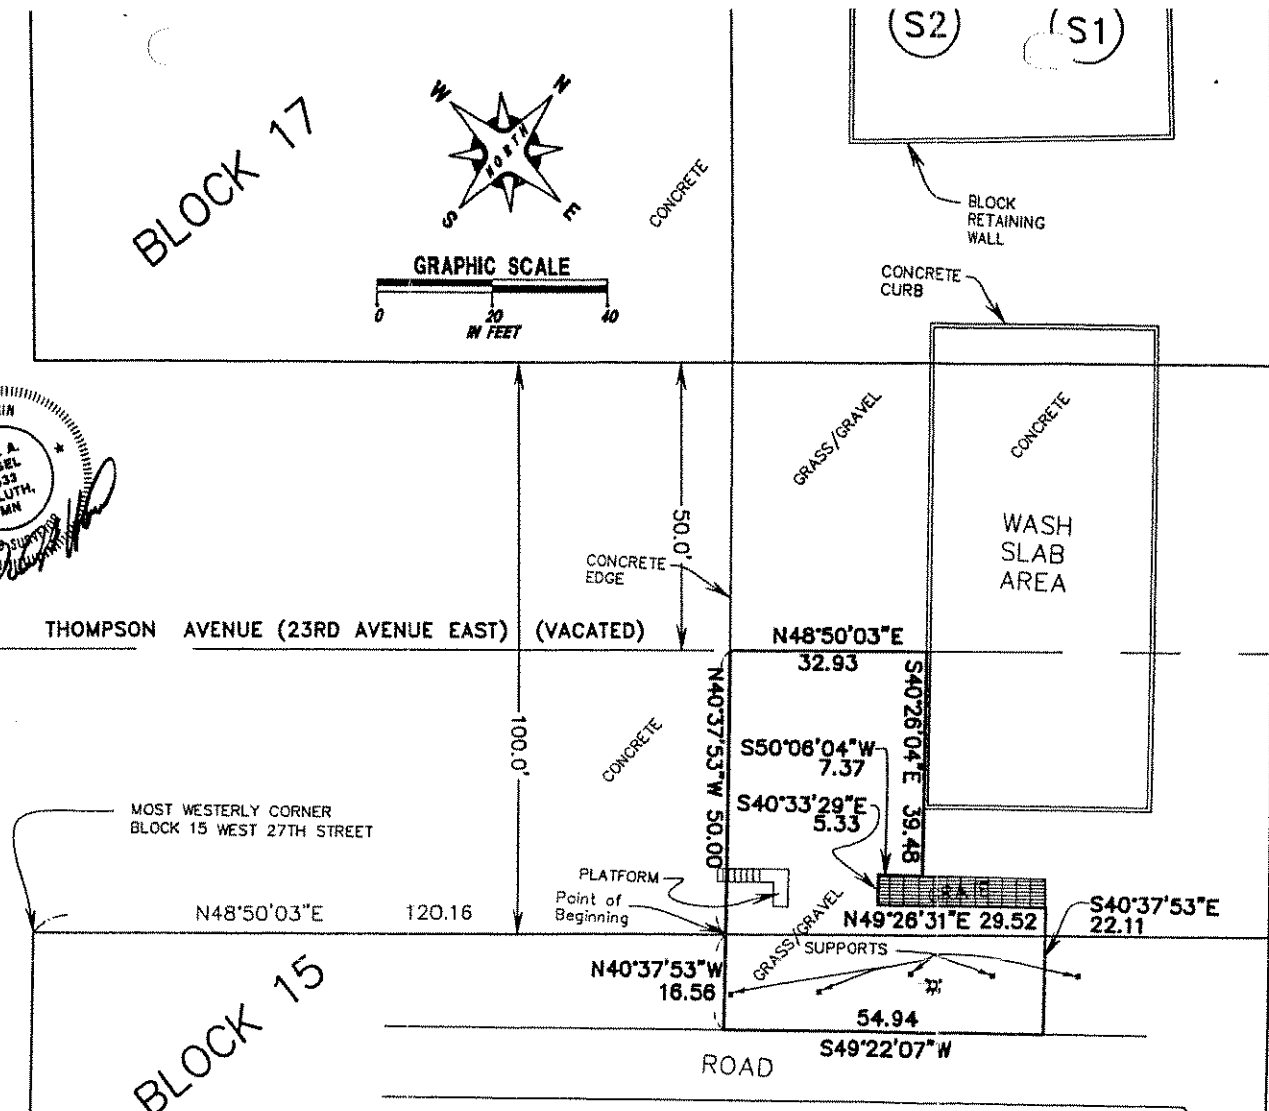 S2
S1
BLOCK 17
W
N
NORTH
S
E
CONCRETE
BLOCK
RETAINING
WALL
GRAPHIC SCALE
0
20
40
IN FEET
CONCRETE
CURB
GRASS/GRAVEL
CONCRETE
WASH
SLAB
AREA
A.
MN
50.0'
CONCRETE
EDGE
THOMPSON AVENUE (23RD AVENUE EAST) (VACATED)
N48°50'03"E
32.93
N40°37'53"W 50.00
S40°26'04"E 39.48
100.0'
CONCRETE
S50°06'04"W
7.37
S40°33'29"E
5.33
MOST WESTERLY CORNER
BLOCK 15 WEST 27TH STREET
PLATFORM
Point of
Beginning
N48°50'03"E 120.16
GRASS/GRAVEL
N49°26'31"E 29.52
S40°37'53"E
22.11
SUPPORTS
N40°37'53"W
16.56
54.94
S49°22'07"W
BLOCK 15
ROAD